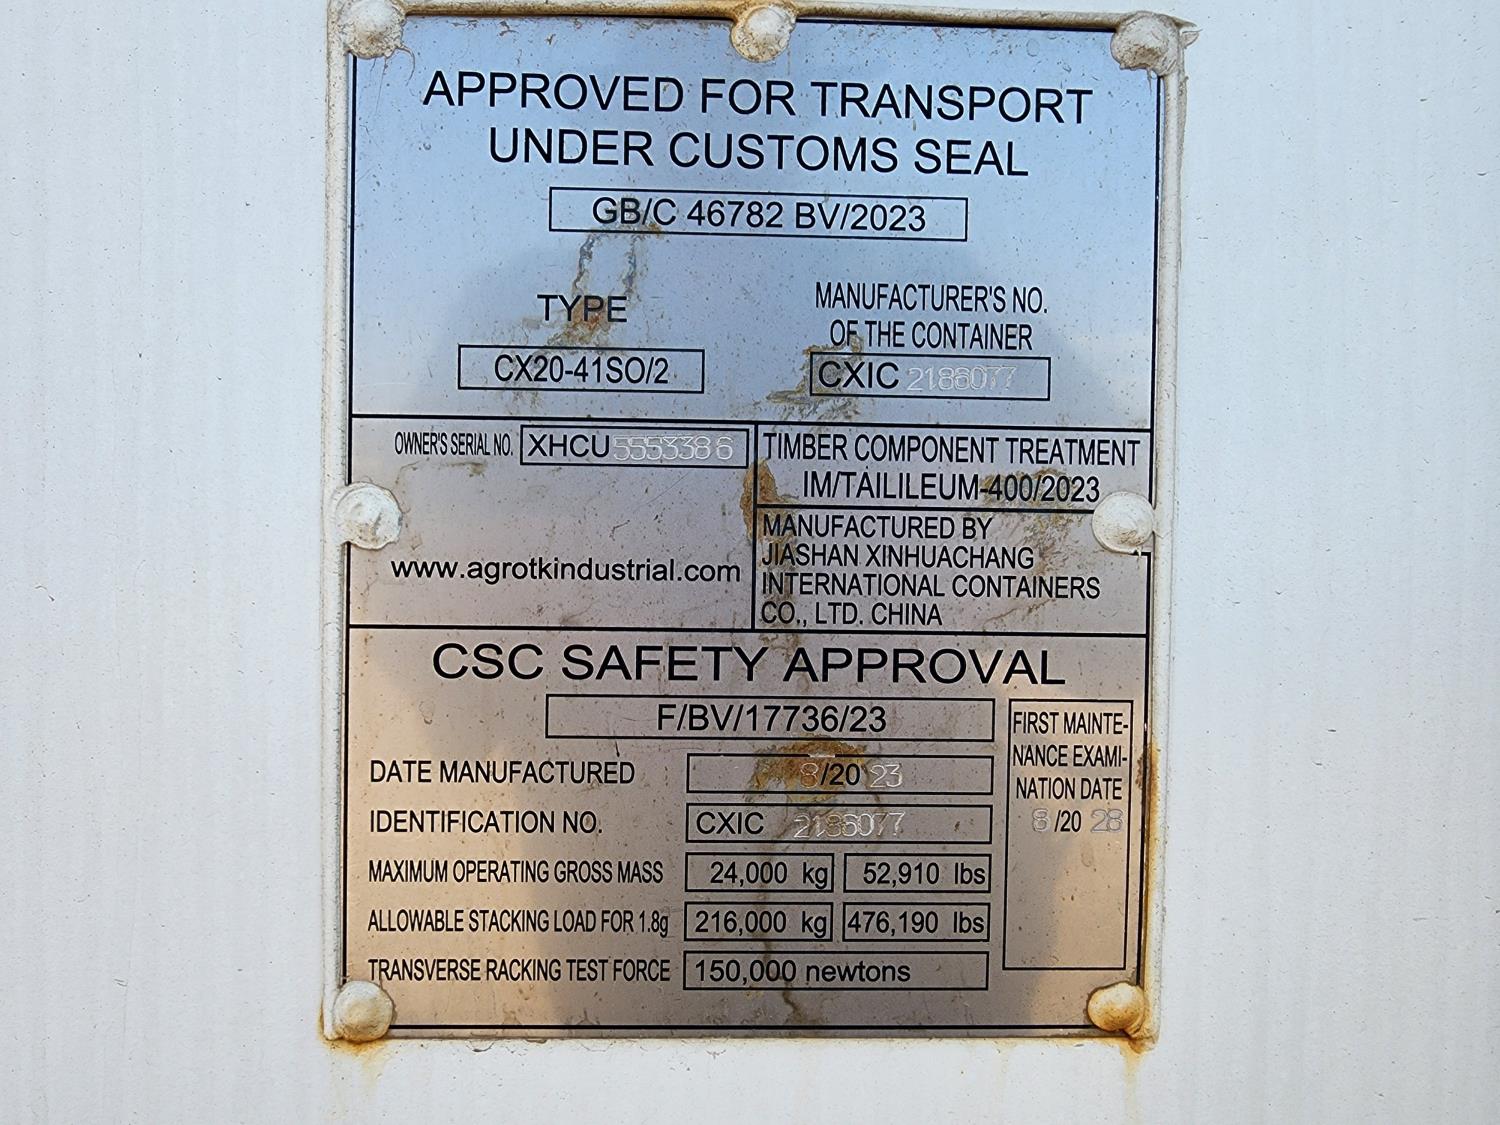 APPROVED FOR TRANSPORT
UNDER CUSTOMS SEAL
GB/C 46782 BV/2023
TYPE
CX20-41SO/2
MANUFACTURER'S NO.
OF THE CONTAINER
CXIC 2186077
OWNER'S SERIAL NO. XHCU 5553386
www.agrotkindustrial.com
TIMBER COMPONENT TREATMENT
IM/TAILILEUM-400/2023
MANUFACTURED BY
JIASHAN XINHUACHANG
INTERNATIONAL CONTAINERS
CO., LTD. CHINA
CSC SAFETY APPROVAL
F/BV/17736/23
DATE MANUFACTURED 8/20 23
IDENTIFICATION NO. CXIC 2186077
MAXIMUM OPERATING GROSS MASS 24,000 kg 52,910 lbs
ALLOWABLE STACKING LOAD FOR 1.8g 216,000 kg 476,190 lbs
TRANSVERSE RACKING TEST FORCE 150,000 newtons
FIRST MAINTE-
NANCE EXAMI-
NATION DATE
8 /20 28